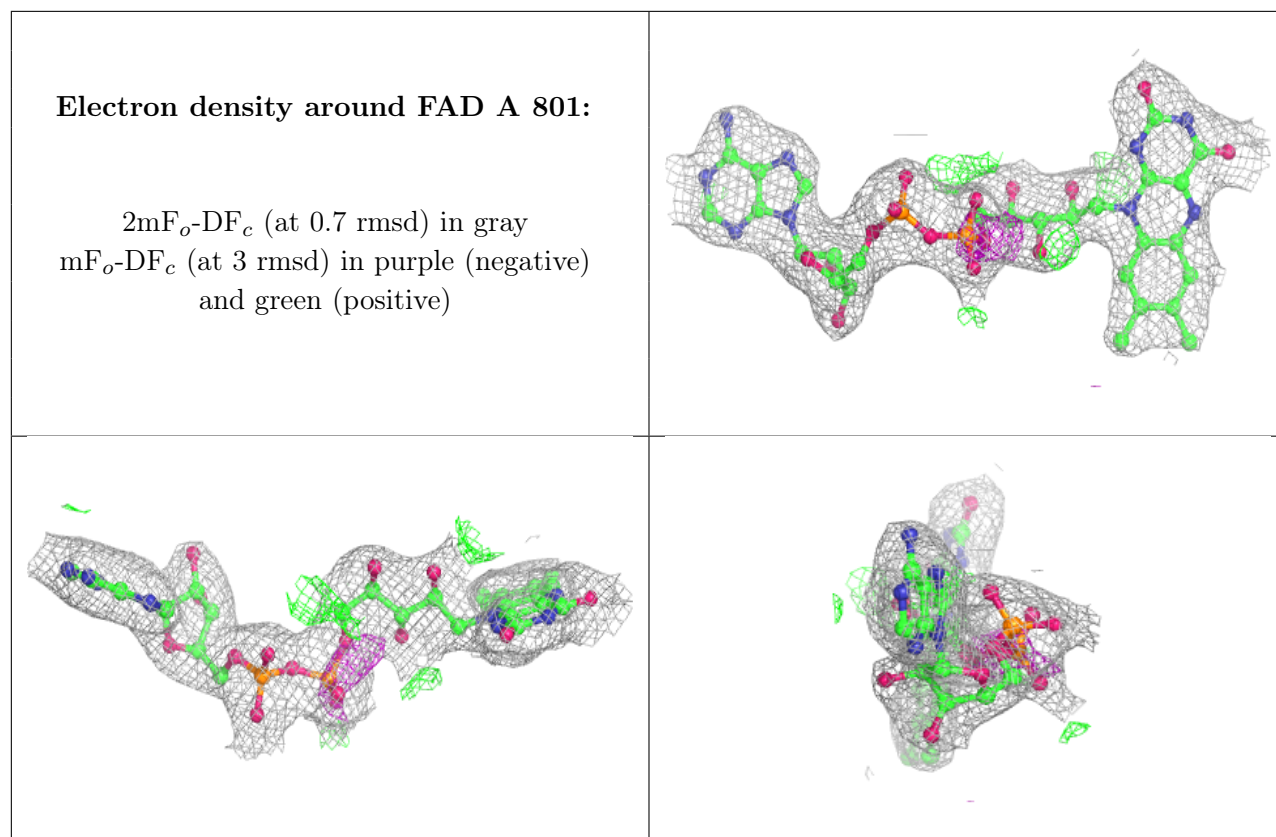 Electron density around FAD A 801:
2mFₒ-DF𝒸 (at 0.7 rmsd) in gray
mFₒ-DF𝒸 (at 3 rmsd) in purple (negative)
and green (positive)